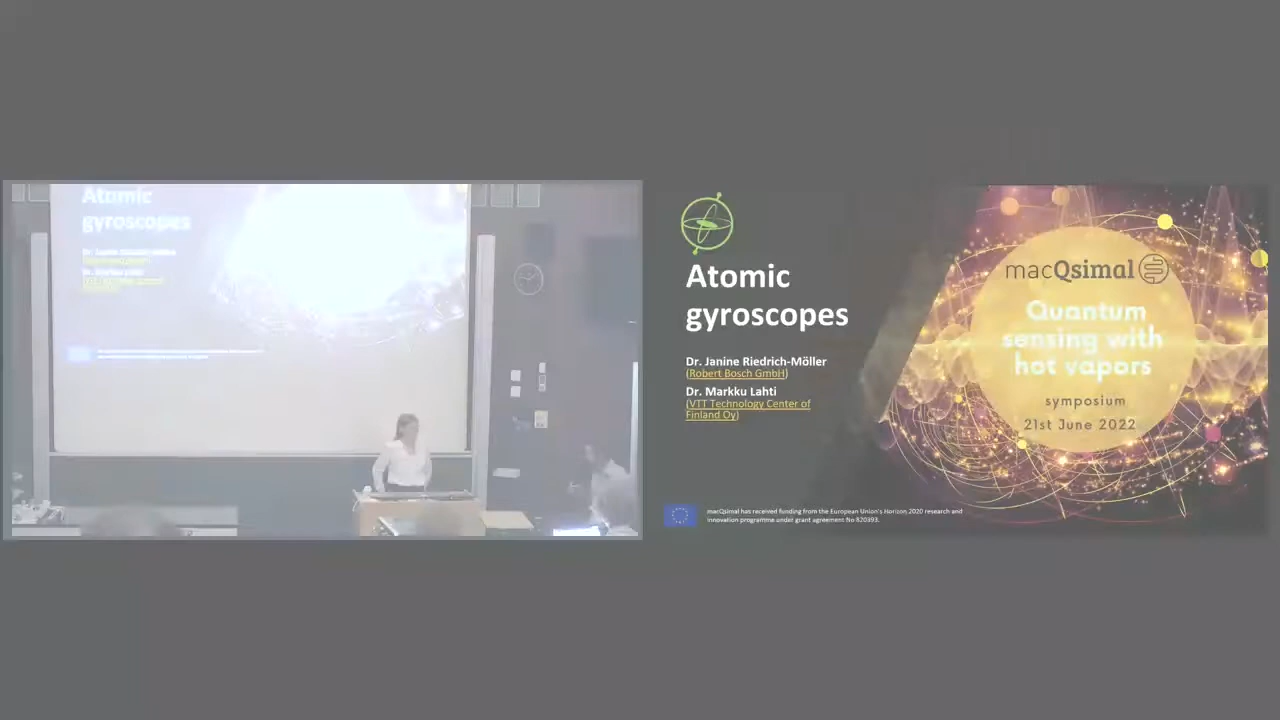 Atomic
gyroscopes
Atomic
gyroscopes
Dr. Janine Riedrich-Möller
(Robert Bosch GmbH)
Dr. Markku Lahti
(VTT Technology Center of
Finland Oy)
macQsimal
Quantum
sensing with
hot vapors
symposium
21st June 2022
macQsimal has received funding from the European Union's Horizon 2020 research and
innovation programme under grant agreement No 820393.